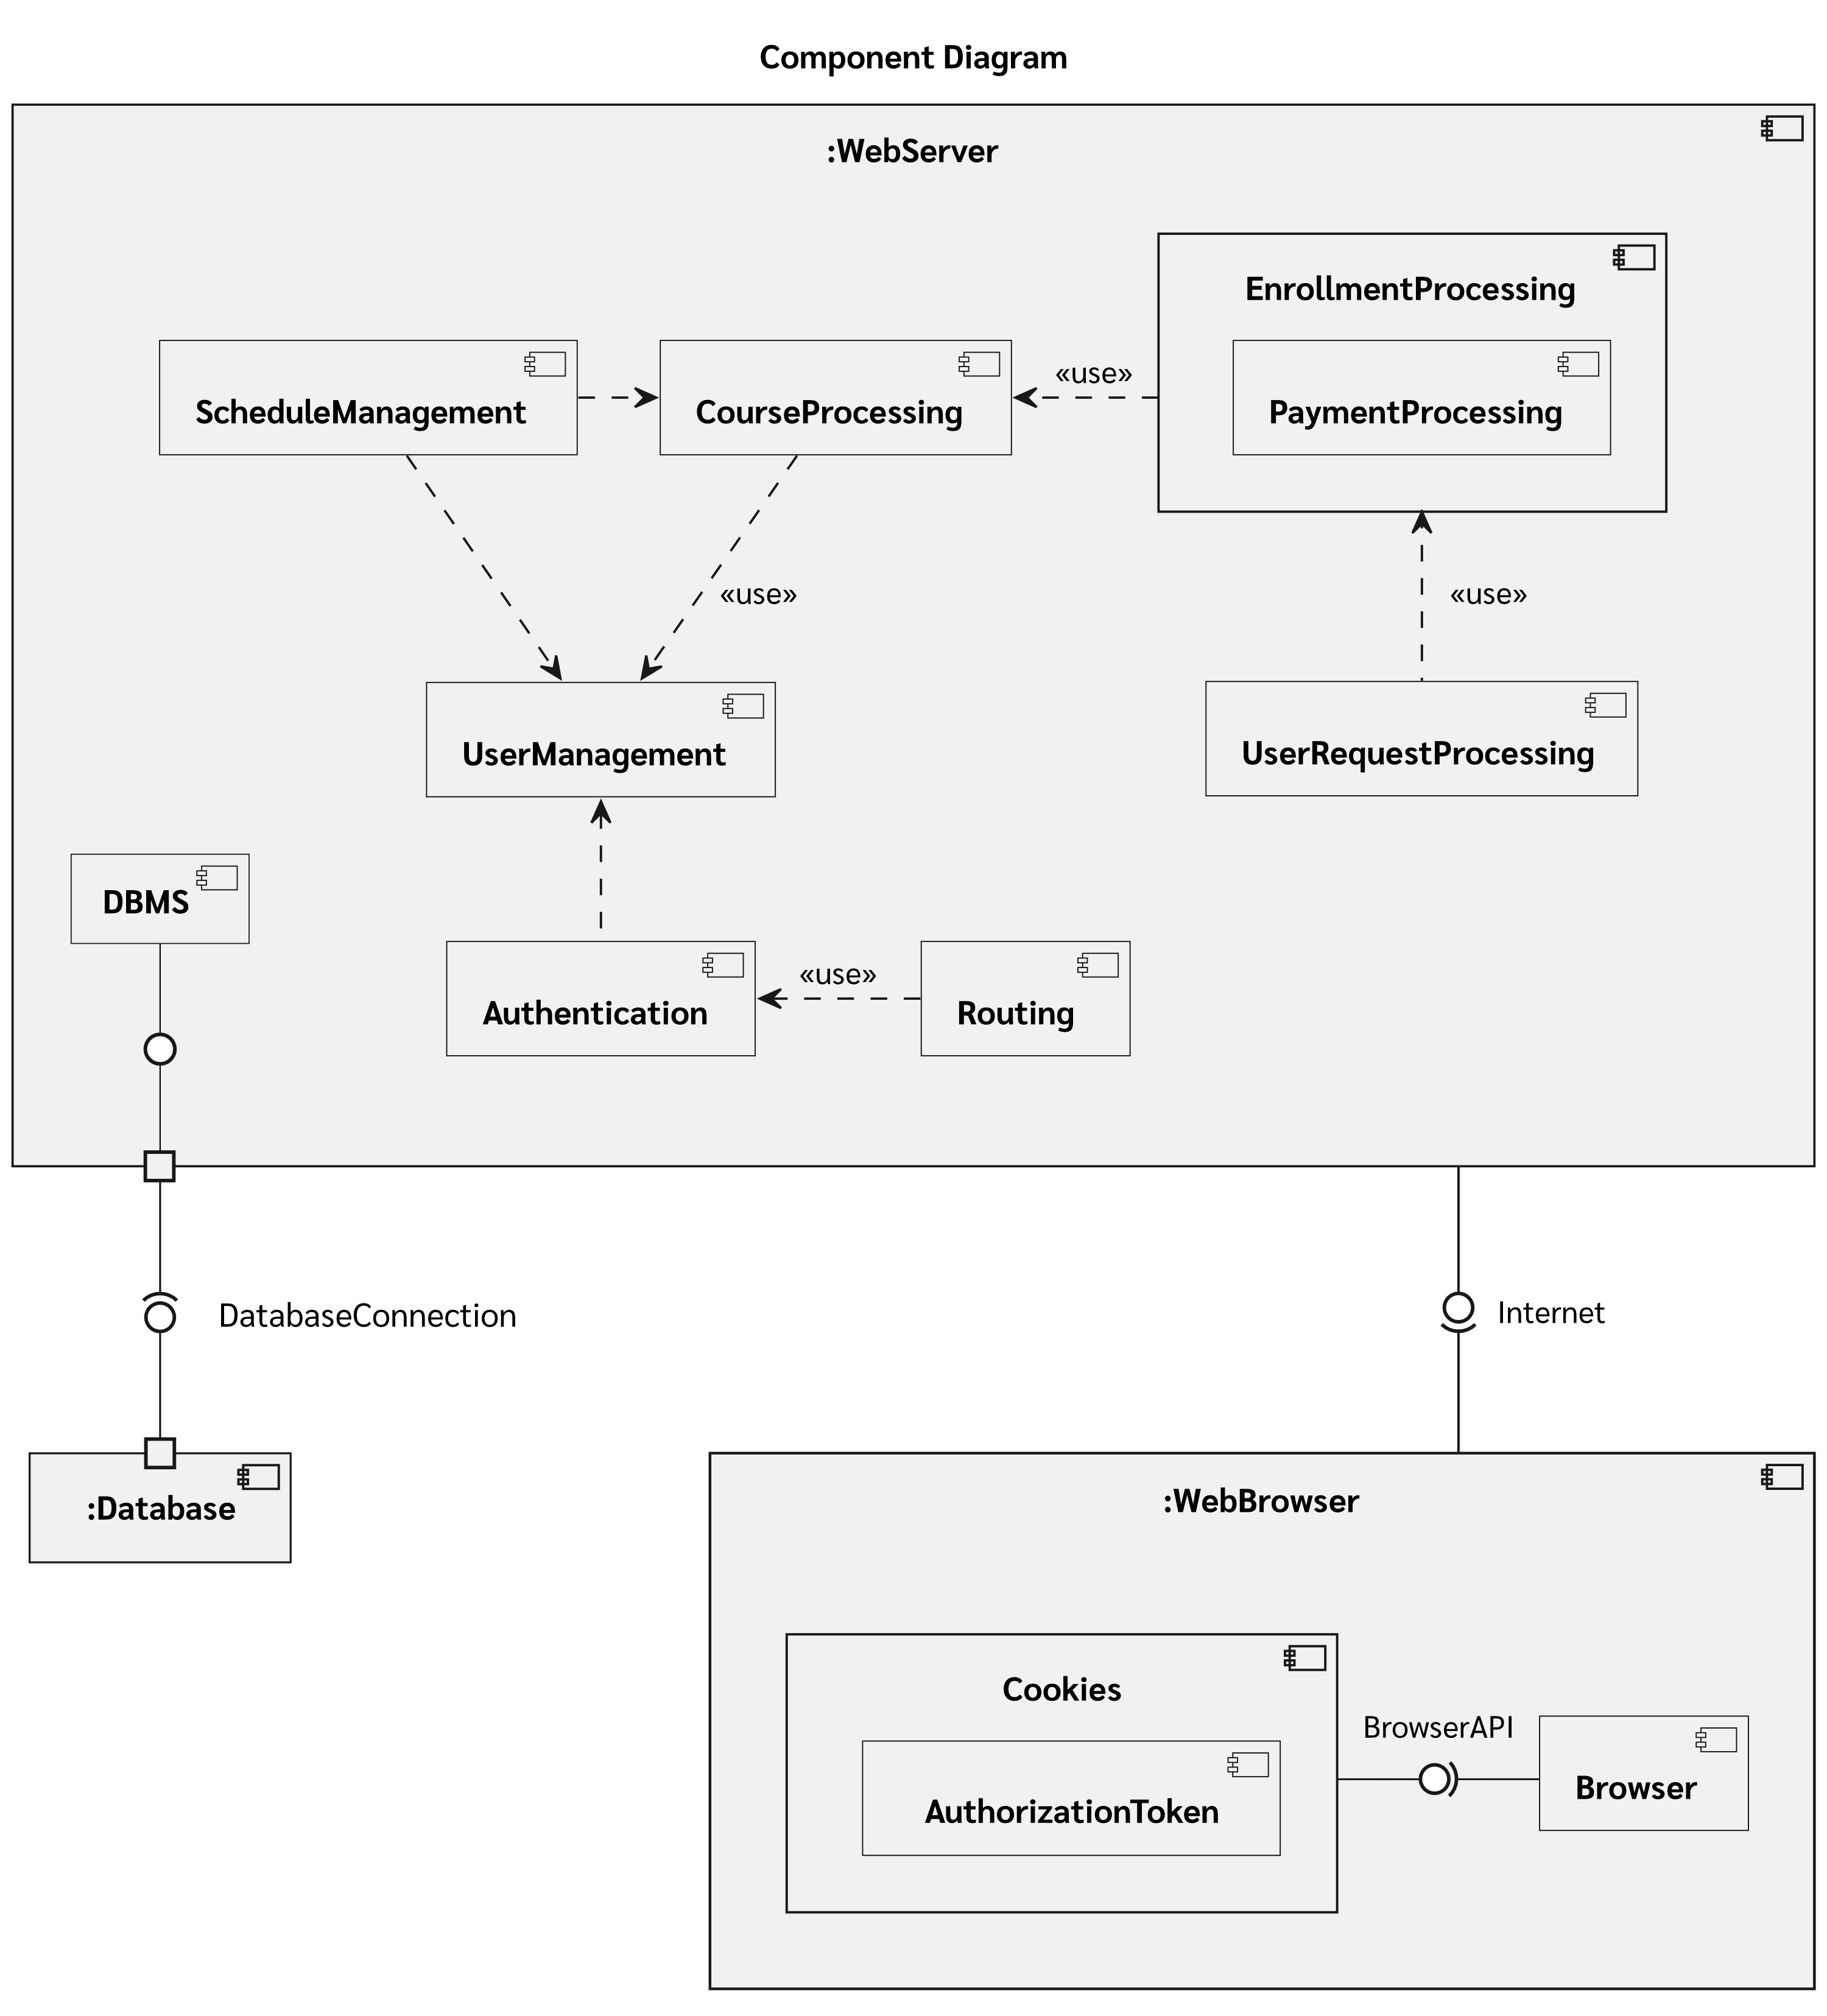 Component Diagram
:WebServer
EnrollmentProcessing
ScheduleManagement
CourseProcessing
«use»
PaymentProcessing
«use»
«use»
UserManagement
UserRequestProcessing
DBMS
Authentication
«use»
Routing
DatabaseConnection
Internet
:Database
:WebBrowser
Cookies
BrowserAPI
AuthorizationToken
Browser